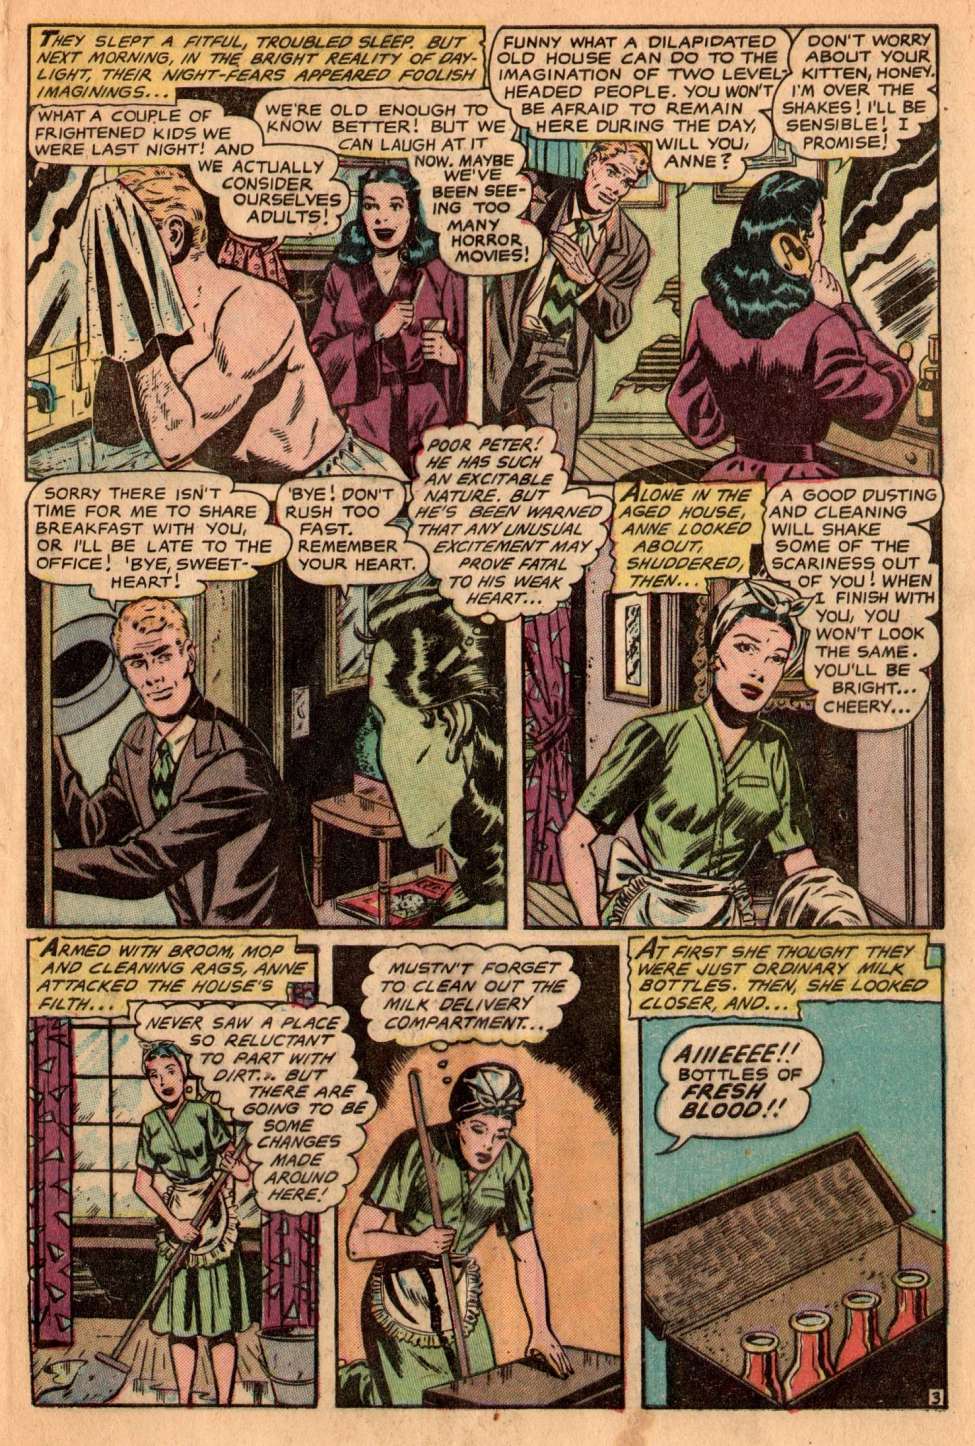 THEY SLEPT A FITFUL, TROUBLED SLEEP. BUT
NEXT MORNING, IN THE BRIGHT REALITY OF DAY-
LIGHT, THEIR NIGHT-FEARS APPEARED FOOLISH
IMAGININGS...
WHAT A COUPLE OF
FRIGHTENED KIDS WE
WERE LAST NIGHT! AND
WE ACTUALLY
CONSIDER
OURSELVES
ADULTS!
WE'RE OLD ENOUGH TO
KNOW BETTER! BUT WE
CAN LAUGH AT IT
NOW. MAYBE
WE'VE
BEEN SEE-
ING TOO
MANY
HORROR
MOVIES!
FUNNY WHAT A DILAPIDATED
OLD HOUSE CAN DO TO THE
IMAGINATION OF TWO LEVEL-
HEADED PEOPLE. YOU WON'T
BE AFRAID TO REMAIN
HERE DURING THE DAY,
WILL YOU,
ANNE?
DON'T WORRY
ABOUT YOUR
KITTEN, HONEY.
I'M OVER THE
SHAKES! I'LL BE
SENSIBLE! I
PROMISE!
SORRY THERE ISN'T
TIME FOR ME TO SHARE
BREAKFAST WITH YOU,
OR I'LL BE LATE TO THE
OFFICE! 'BYE, SWEET-
HEART!
'BYE! DON'T
RUSH TOO
FAST.
REMEMBER
YOUR HEART.
POOR PETER!
HE HAS SUCH
AN EXCITABLE
NATURE. BUT
HE'S BEEN WARNED
THAT ANY UNUSUAL
EXCITEMENT MAY
PROVE FATAL
TO HIS WEAK
HEART...
ALONE IN THE
AGED HOUSE,
ANNE LOOKED
ABOUT,
SHUDDERED,
THEN...
A GOOD DUSTING
AND CLEANING
WILL SHAKE
SOME OF THE
SCARINESS OUT
OF YOU! WHEN
I FINISH WITH
YOU, YOU
WON'T LOOK
THE SAME.
YOU'LL BE
BRIGHT...
CHEERY...
ARMED WITH BROOM, MOP
AND CLEANING RAGS, ANNE
ATTACKED THE HOUSE'S
FILTH...
NEVER SAW A PLACE
SO RELUCTANT
TO PART WITH
DIRT... BUT
THERE ARE
GOING TO BE
SOME
CHANGES
MADE
AROUND
HERE!
MUSTN'T FORGET
TO CLEAN OUT THE
MILK DELIVERY
COMPARTMENT...
AT FIRST SHE THOUGHT THEY
WERE JUST ORDINARY MILK
BOTTLES. THEN, SHE LOOKED
CLOSER, AND...
AIIIEEEE!!
BOTTLES OF
FRESH
BLOOD!!
3